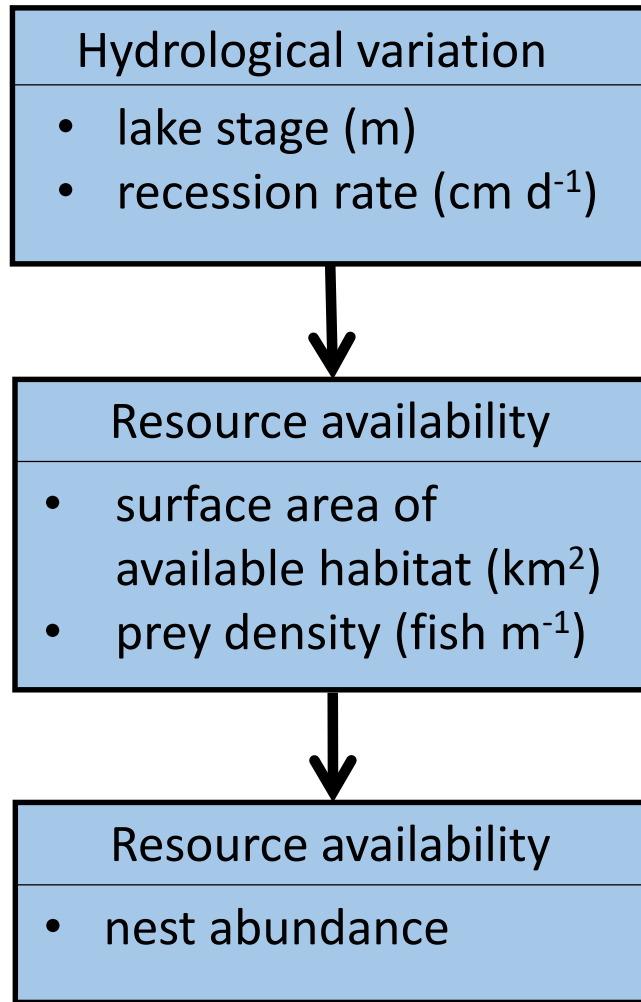 Hydrological variation
• lake stage (m)
• recession rate (cm d⁻¹)
Resource availability
• surface area of
available habitat (km²)
• prey density (fish m⁻¹)
Resource availability
• nest abundance